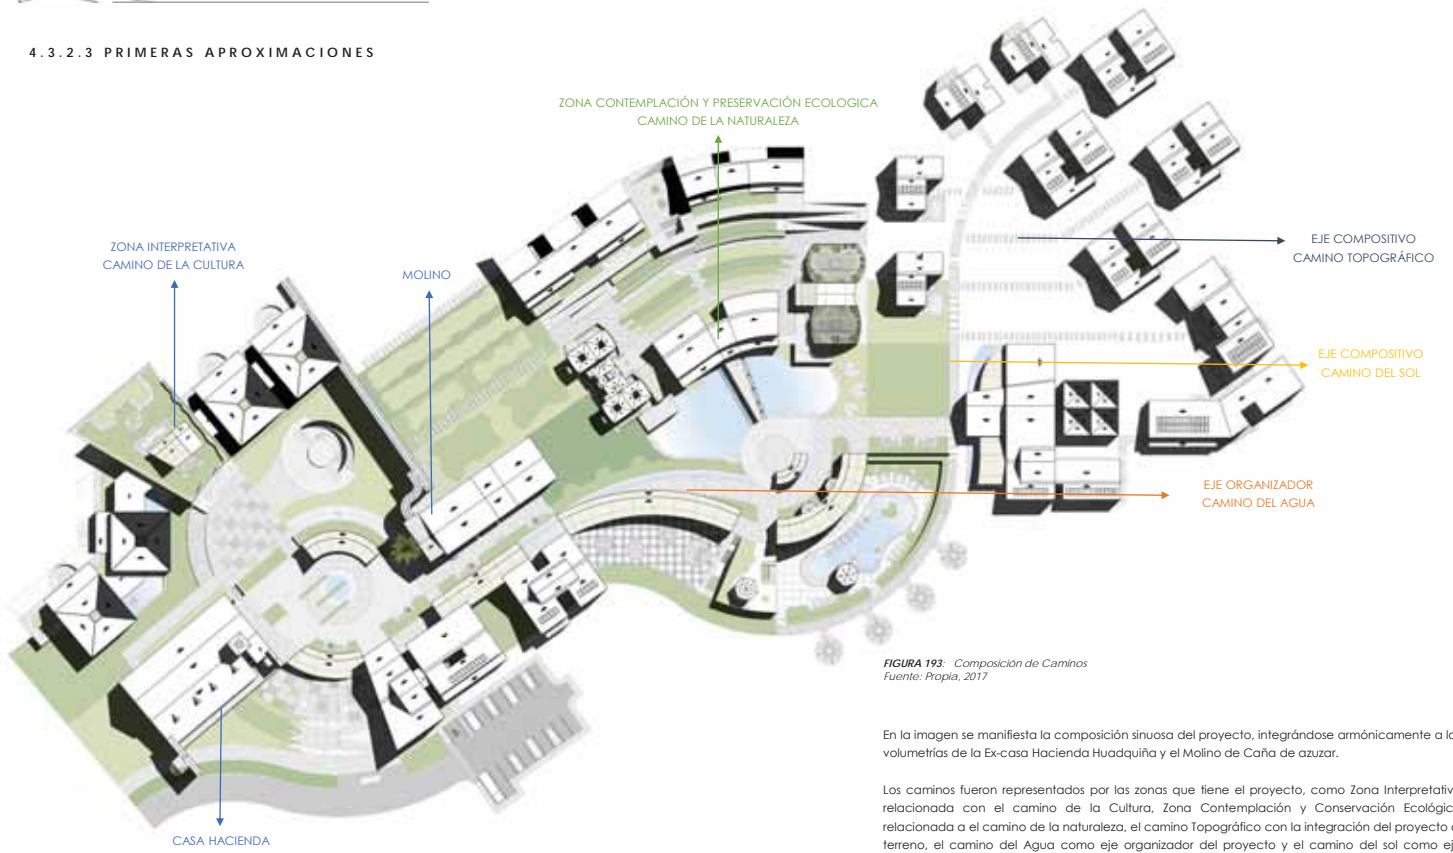 4.3.2.3 PRIMERAS APROXIMACIONES
ZONA CONTEMPLACIÓN Y PRESERVACIÓN ECOLOGICA
CAMINO DE LA NATURALEZA
ZONA INTERPRETATIVA
CAMINO DE LA CULTURA
MOLINO
EJE COMPOSITIVO
CAMINO TOPOGRÁFICO
EJE COMPOSITIVO
CAMINO DEL SOL
EJE ORGANIZADOR
CAMINO DEL AGUA
CASA HACIENDA
FIGURA 193: Composición de Caminos
Fuente: Propia, 2017
En la imagen se manifiesta la composición sinuosa del proyecto, integrándose armónicamente a
volumetrías de la Ex-casa Hacienda Huadquiña y el Molino de Caña de azuzar.
Los caminos fueron representados por las zonas que tiene el proyecto, como Zona
relacionada con el camino de la Cultura, Zona Contemplación y Conservación
relacionada a el camino de la naturaleza, el camino Topográfico con la integración del proyecto
terreno, el camino del Agua como eje organizador del proyecto y el camino del sol como